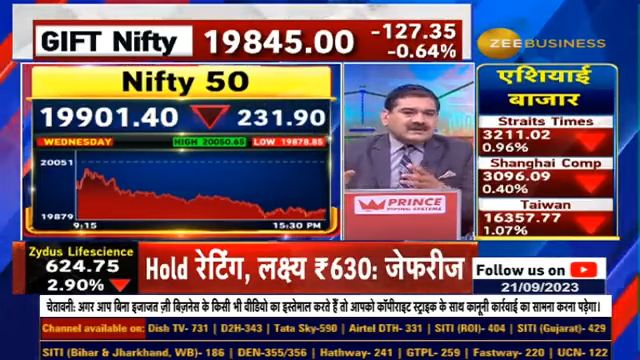 GIFT Nifty 19845.00 -127.35
-0.64%
ZEE BUSINESS
Nifty 50
19901.40 231.90
WEDNESDAY HIGH 20050.65 LOW 19878.85
20051
19879
9:15 15:30 PM
PRINCE
PIPING SYSTEMS
एशियाई
बाजार
Straits Times
3211.02
0.96%
Shanghai Comp
3096.09
0.40%
Taiwan
16357.77
1.07%
Zydus Lifescience
624.75
2.90%
Hold रेटिंग, लक्ष्य ₹630: जेफरीज
Follow us on
21/09/2023
चेतावनी: अगर आप बिना इजाजत ज़ी बिज़नेस के किसी भी वीडियो का इस्तेमाल करते हैं तो आपको कॉपीराइट स्ट्राइक के साथ कानूनी कार्रवाई का सामना करना पड़ेगा।
Channel available on: Dish TV- 731 | D2H-343 | Tata Sky-590 | Airtel DTH- 331 | SITI (ROI) - 404 | SITI (Gujarat) - 429
SITI (Bihar & Jharkhand, WB)- 186 | DEN-355/356 | Hathway- 241 | GTPL- 259 | Fastway- 220 | UCN- 122